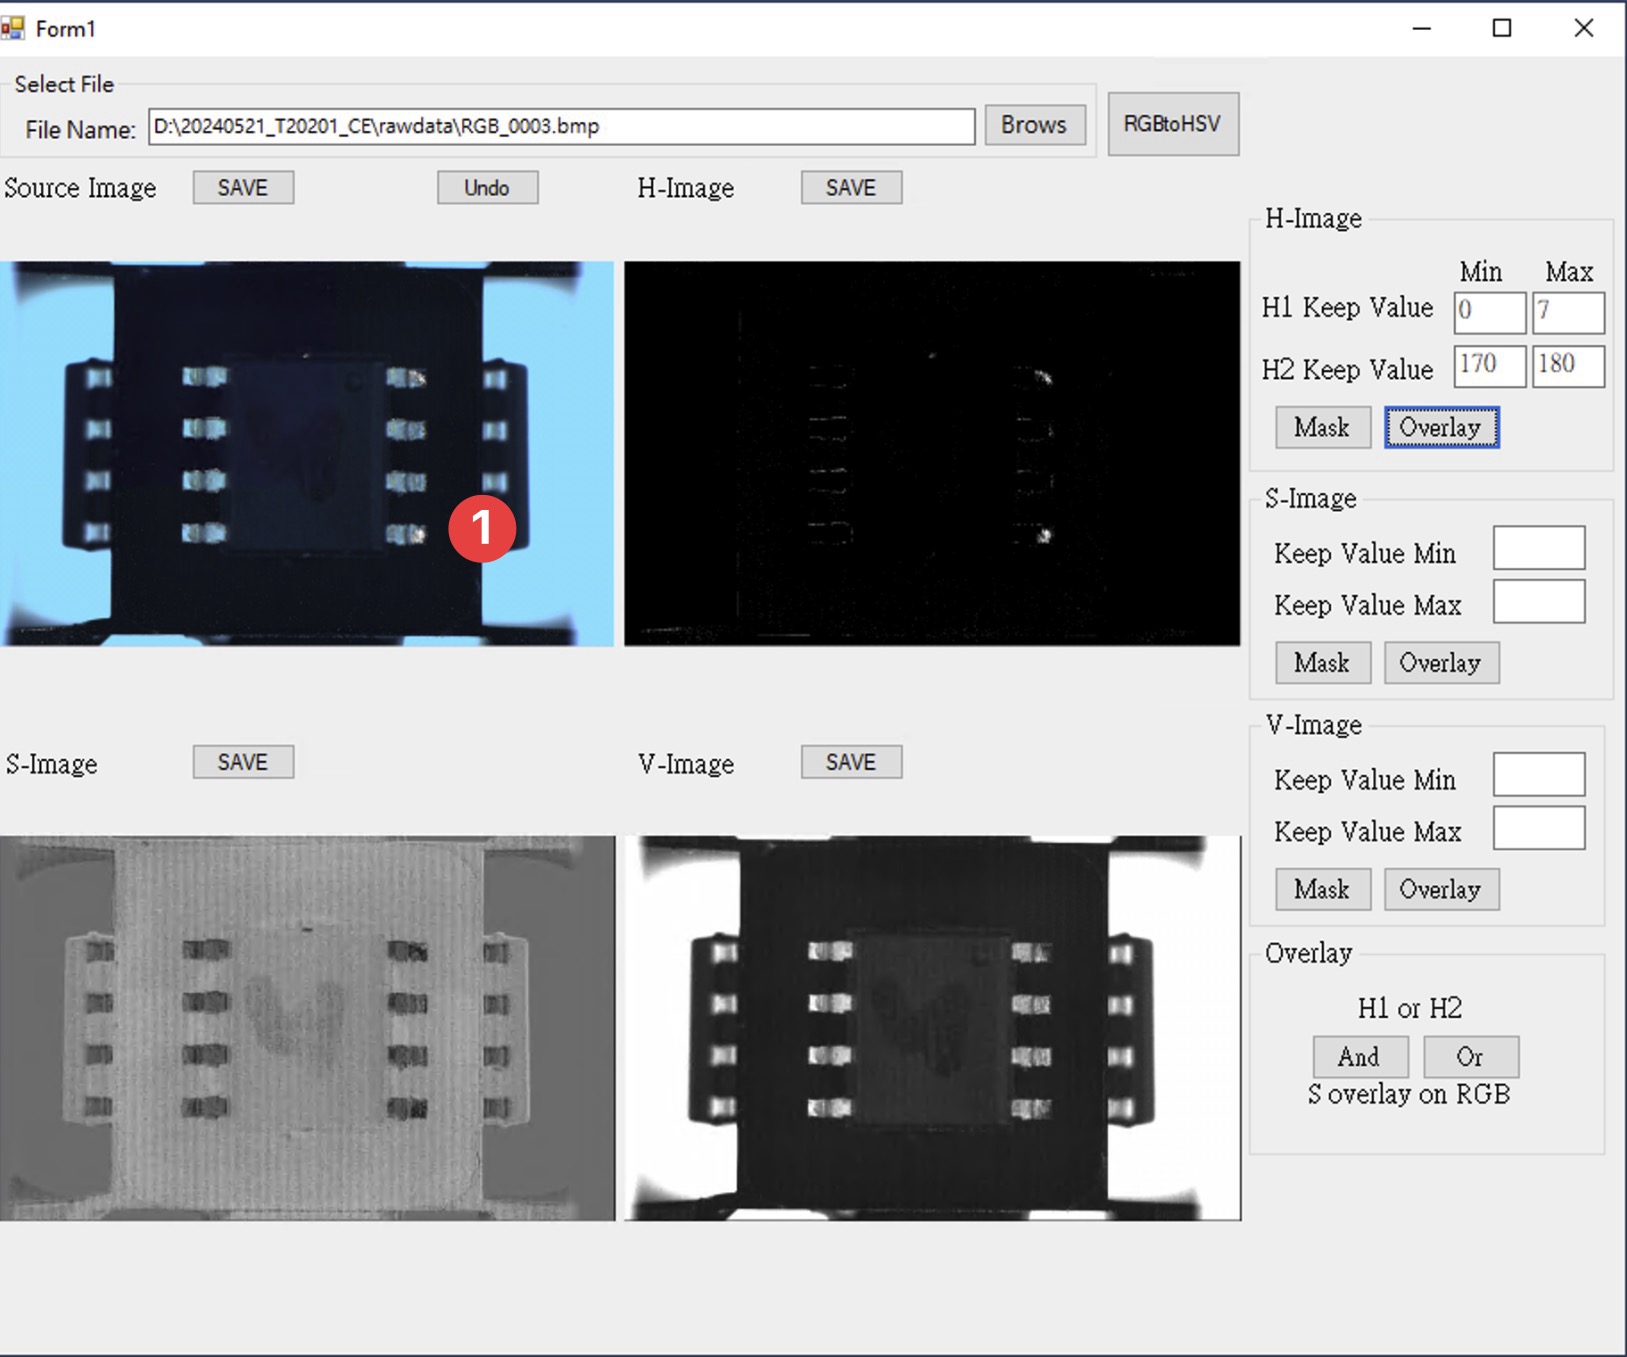 Form1
Select File
File Name: D:\20240521_T20201_CE\rawdata\RGB_0003.bmp Brows RGBtoHSV
Source Image SAVE Undo H-Image SAVE
H-Image
Min Max
H1 Keep Value 0 7
H2 Keep Value 170 180
Mask Overlay
1
S-Image
Keep Value Min
Keep Value Max
Mask Overlay
S-Image SAVE V-Image SAVE
V-Image
Keep Value Min
Keep Value Max
Mask Overlay
Overlay
H1 or H2
And Or
S overlay on RGB